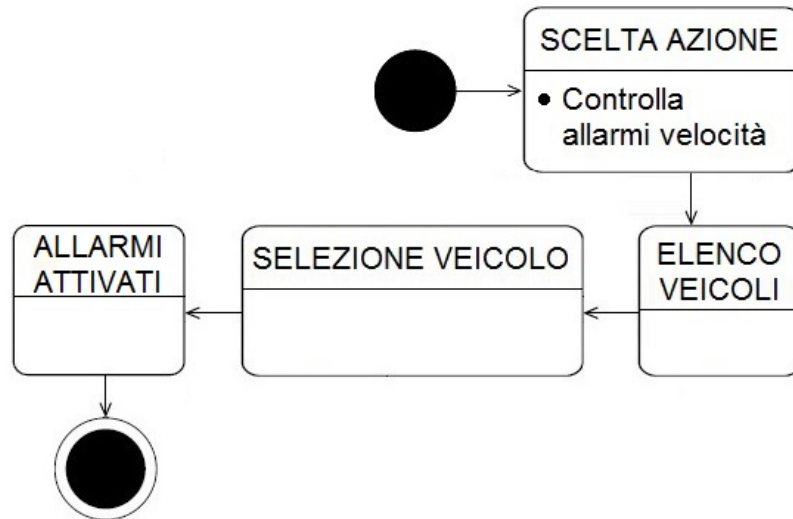 SCELTA AZIONE
• Controlla
allarmi velocità
ALLARMI
ATTIVATI
SELEZIONE VEICOLO
ELENCO
VEICOLI